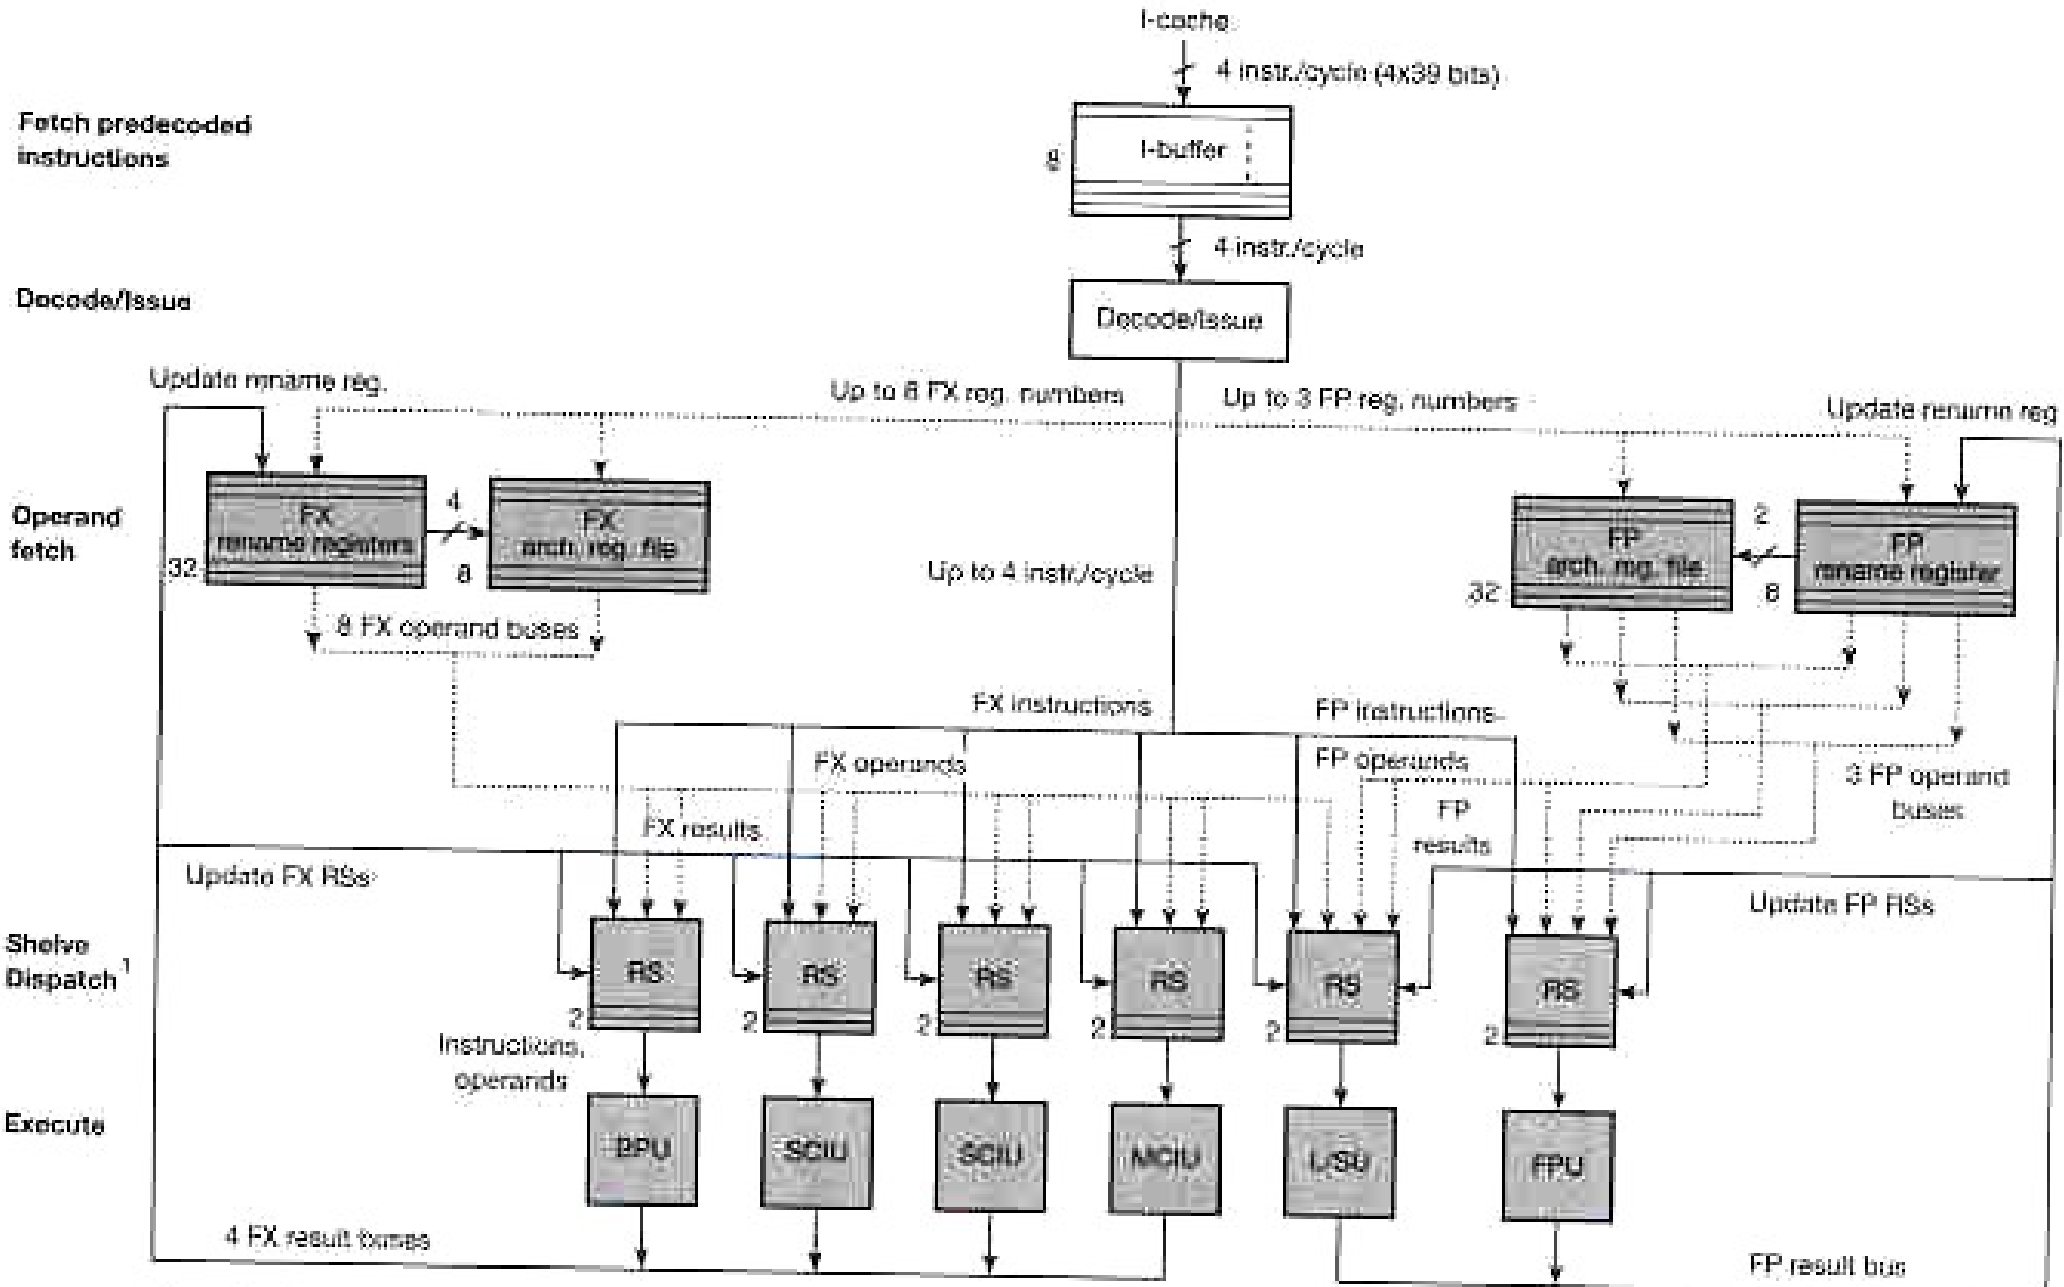 I-cache
4 instr./cycle (4x39 bits)
Fetch predecoded
instructions
8
I-buffer
4 instr./cycle
Decode/Issue
Decode/Issue
Update rename reg.
Up to 8 FX reg. numbers
Up to 3 FP reg. numbers
Update rename reg
Operand
fetch
FX
rename registers
32
4
8
FX
arch. reg. file
FP
arch. reg. file
32
2
8
FP
rename register
Up to 4 instr./cycle
8 FX operand buses
FX instructions
FP instructions
FX operands
FP operands
3 FP operand
buses
FX results
FP
results
Update FX RSs
Update FP RSs
Shelve
Dispatch1
RS
RS
RS
RS
RS
RS
2
2
2
2
2
2
Instructions,
operands
Execute
BPU
SCIU
SCIU
MCIU
L/SU
FPU
4 FX result buses
FP result bus